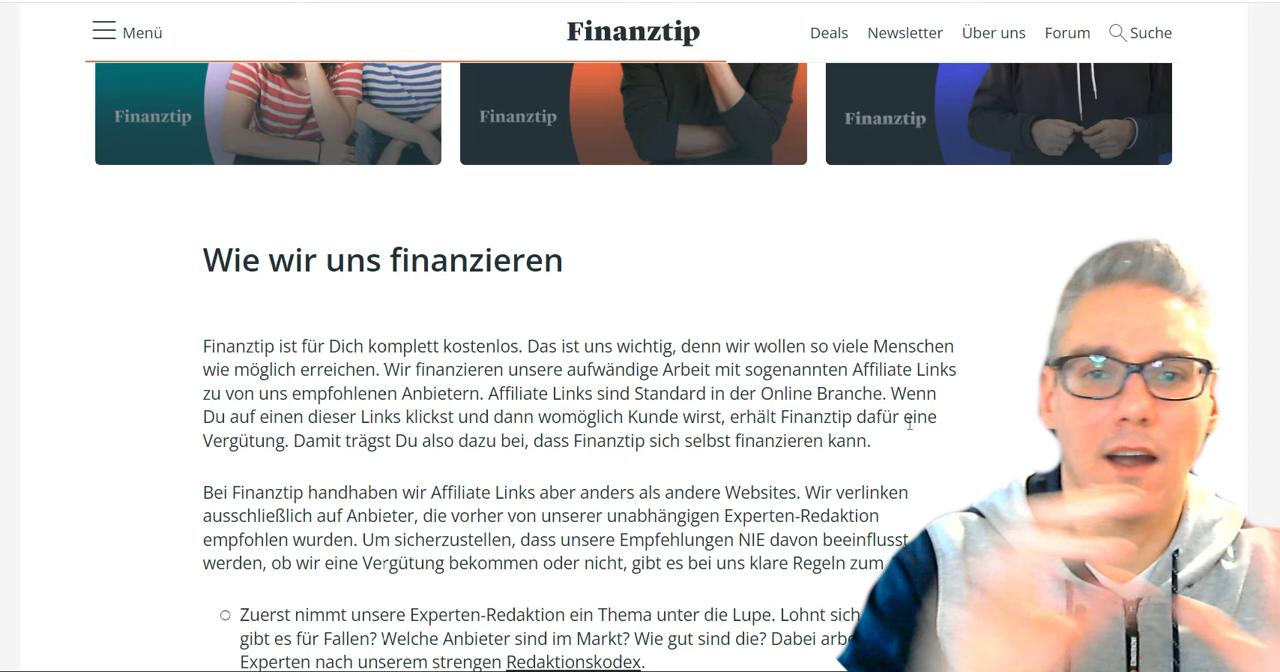 Menü
Finanztip
Deals
Newsletter
Über uns
Forum
Suche
Finanztip
Finanztip
Finanztip
Wie wir uns finanzieren
Finanztip ist für Dich komplett kostenlos. Das ist uns wichtig, denn wir wollen so viele Menschen
wie möglich erreichen. Wir finanzieren unsere aufwändige Arbeit mit sogenannten Affiliate Links
zu von uns empfohlenen Anbietern. Affiliate Links sind Standard in der Online Branche. Wenn
Du auf einen dieser Links klickst und dann womöglich Kunde wirst, erhält Finanztip dafür eine
Vergütung. Damit trägst Du also dazu bei, dass Finanztip sich selbst finanzieren kann.
Bei Finanztip handhaben wir Affiliate Links aber anders als andere Websites. Wir verlinken
ausschließlich auf Anbieter, die vorher von unserer unabhängigen Experten-Redaktion
empfohlen wurden. Um sicherzustellen, dass unsere Empfehlungen NIE davon beeinflusst
werden, ob wir eine Vergütung bekommen oder nicht, gibt es bei uns klare Regeln zum
Zuerst nimmt unsere Experten-Redaktion ein Thema unter die Lupe. Lohnt sich
gibt es für Fallen? Welche Anbieter sind im Markt? Wie gut sind die? Dabei
Experten nach unserem strengen Redaktionskodex.